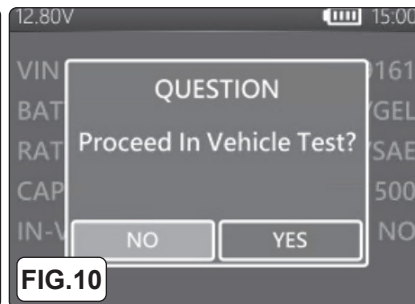 12.80V 15:00
VIN 0161
QUESTION
BAT /GEL
Proceed In Vehicle Test?
RAT /SAE
CAP 500
IN-V NO
NO YES
FIG.10